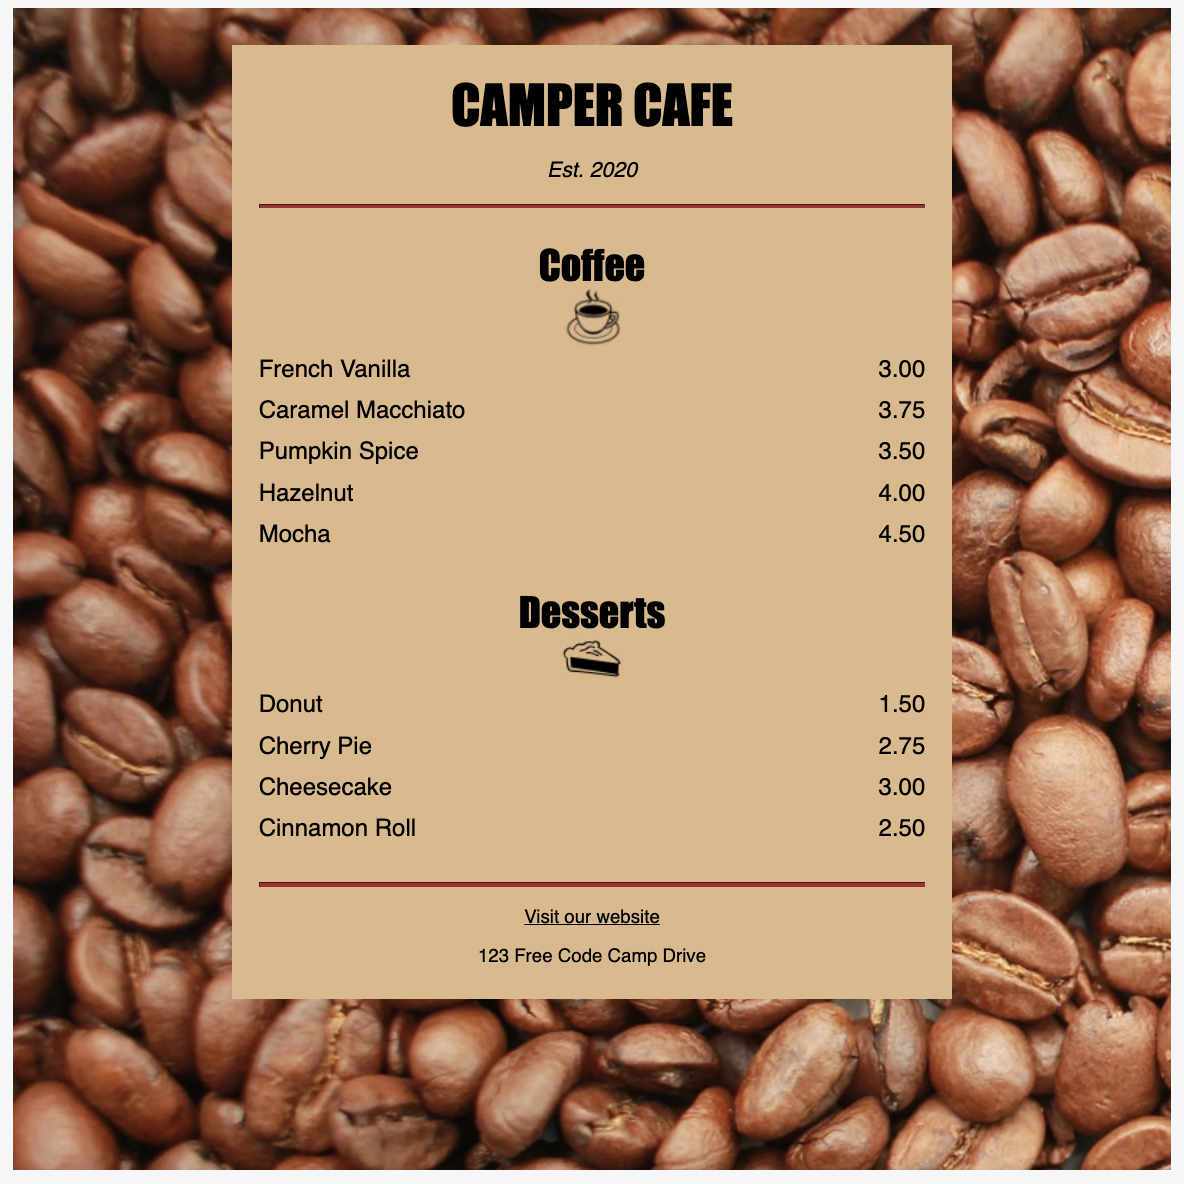 CAMPER CAFE
Est. 2020
Coffee
French Vanilla 3.00
Caramel Macchiato 3.75
Pumpkin Spice 3.50
Hazelnut 4.00
Mocha 4.50
Desserts
Donut 1.50
Cherry Pie 2.75
Cheesecake 3.00
Cinnamon Roll 2.50
Visit our website
123 Free Code Camp Drive